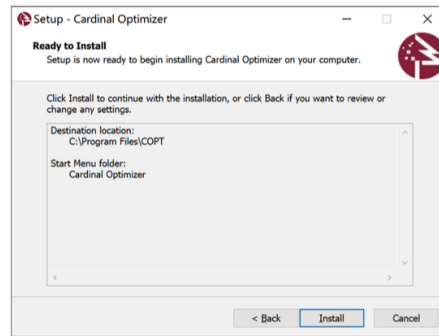 Setup - Cardinal Optimizer
Ready to Install
Setup is now ready to begin installing Cardinal Optimizer on your computer.
Click Install to continue with the installation, or click Back if you want to review or
change any settings.
Destination location:
C:\Program Files\COPT
Start Menu folder:
Cardinal Optimizer
< Back
Install
Cancel